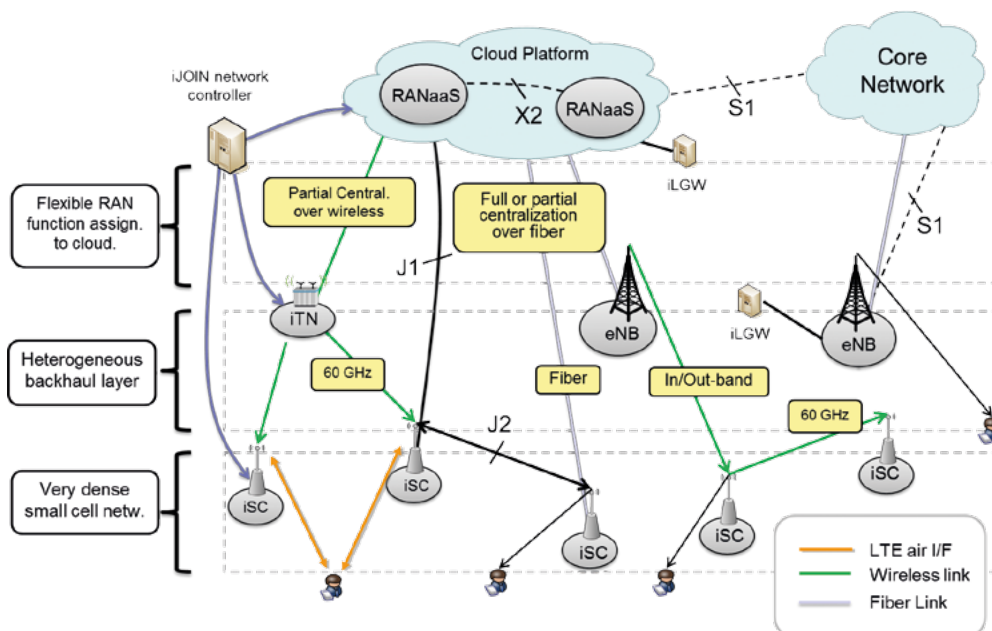 Cloud Platform
Core
Network
iJOIN network
controller
RANaaS
RANaaS
X2
S1
iLGW
Flexible RAN
function assign.
to cloud.
Partial Central.
over wireless
Full or partial
centralization
over fiber
J1
S1
iTN
eNB
iLGW
eNB
Heterogeneous
backhaul layer
60 GHz
Fiber
In/Out-band
60 GHz
J2
Very dense
small cell netw.
iSC
iSC
iSC
iSC
iSC
LTE air I/F
Wireless link
Fiber Link